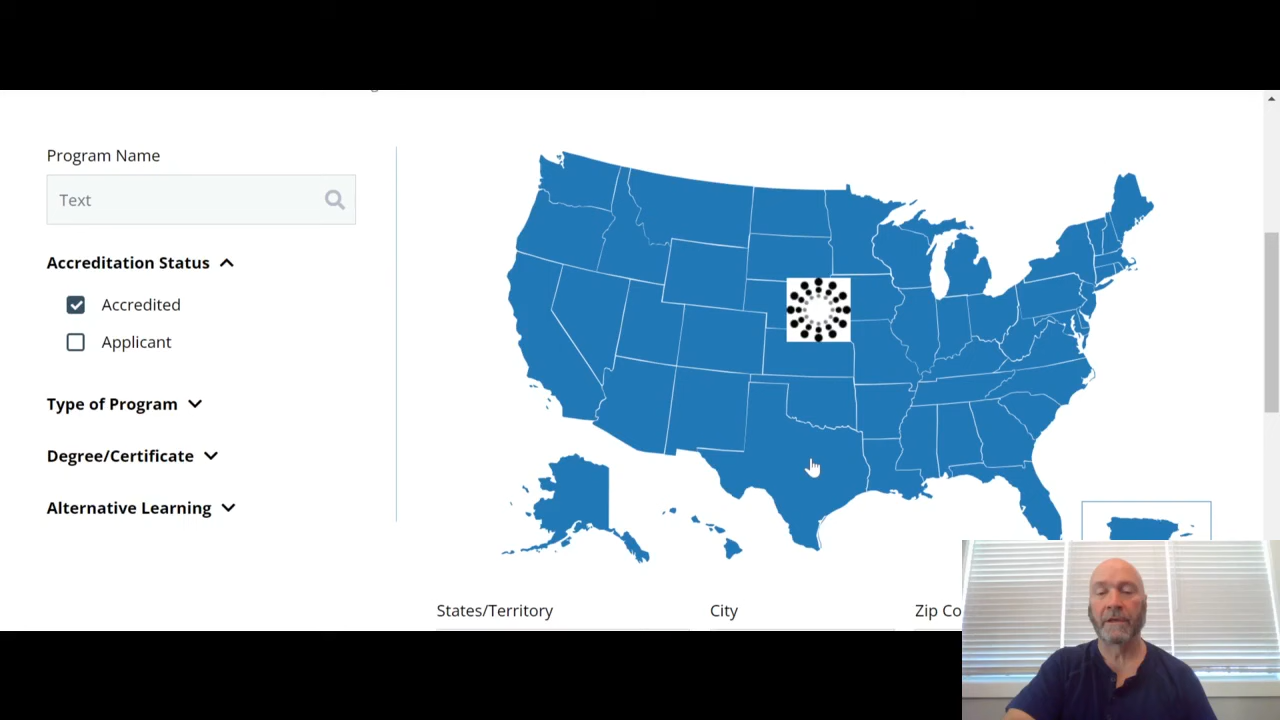 Program Name
Text
Accreditation Status
Accredited
Applicant
Type of Program
Degree/Certificate
Alternative Learning
States/Territory
City
Zip Co